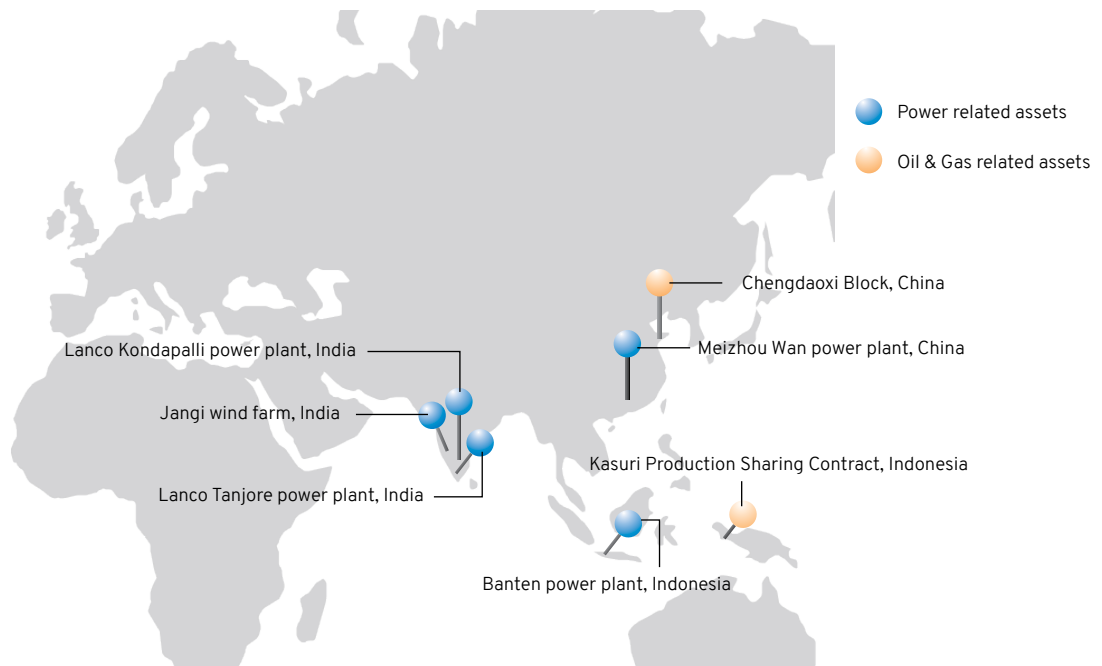 Power related assets
Oil & Gas related assets
Chengdaoxi Block, China
Lanco Kondapalli power plant, India
Meizhou Wan power plant, China
Jangi wind farm, India
Kasuri Production Sharing Contract, Indonesia
Lanco Tanjore power plant, India
Banten power plant, Indonesia